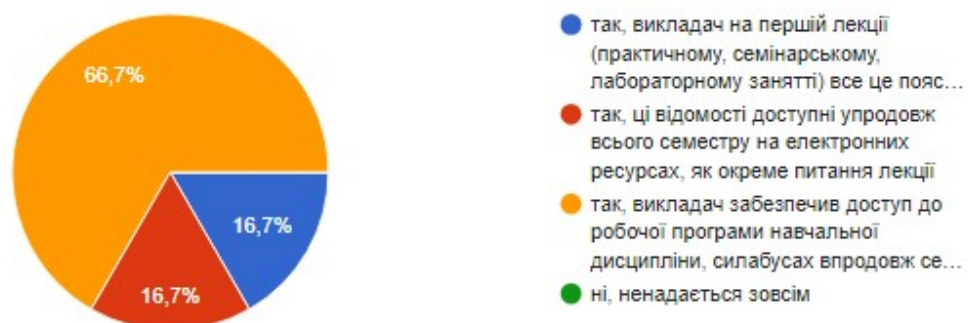 66,7%
16,7%
16,7%
так, викладач на першій лекції
(практичному, семінарському,
лабораторному занятті) все це пояс...
так, ці відомості доступні упродовж
всього семестру на електронних
ресурсах, як окреме питання лекції
так, викладач забезпечив доступ до
робочої програми навчальної
дисципліни, силабусах впродовж се...
ні, ненадається зовсім